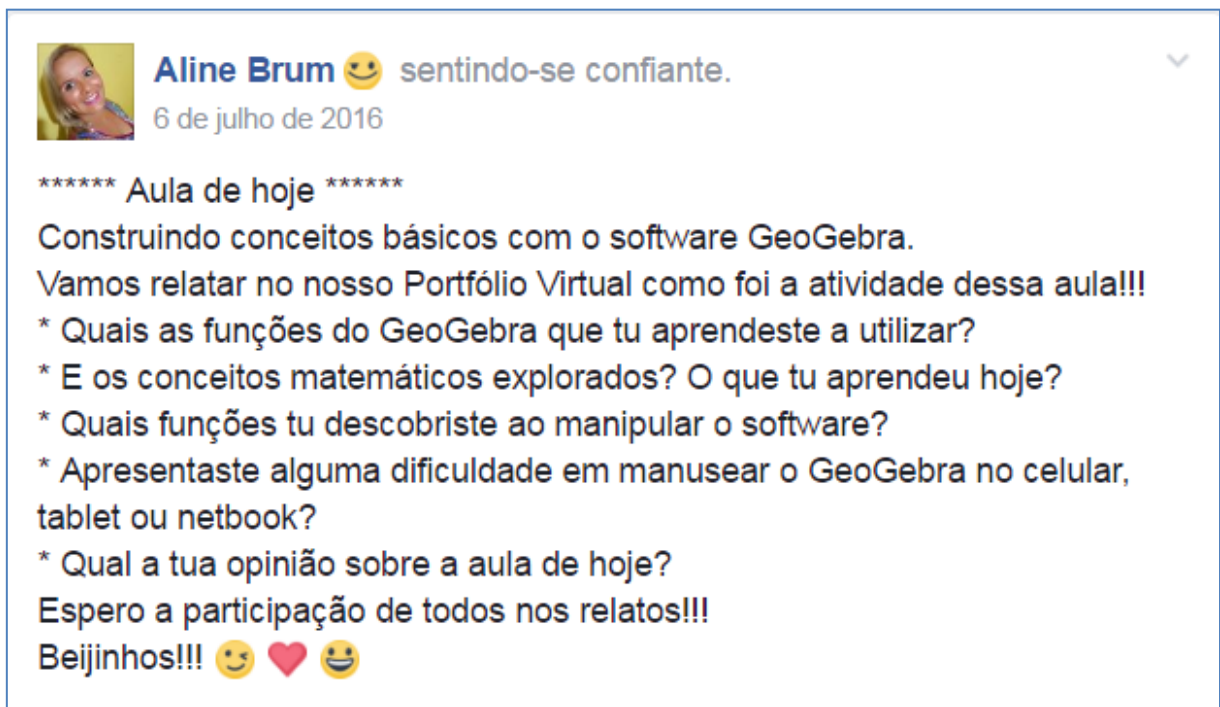 Aline Brum 🙂 sentindo-se confiante.
6 de julho de 2016
****** Aula de hoje ******
Construindo conceitos básicos com o software GeoGebra.
Vamos relatar no nosso Portfólio Virtual como foi a atividade dessa aula!!!
* Quais as funções do GeoGebra que tu aprendeste a utilizar?
* E os conceitos matemáticos explorados? O que tu aprendeu hoje?
* Quais funções tu descobriste ao manipular o software?
* Apresentaste alguma dificuldade em manusear o GeoGebra no celular,
tablet ou netbook?
* Qual a tua opinião sobre a aula de hoje?
Espero a participação de todos nos relatos!!!
Beijinhos!!! 😉 ❤️ 😀